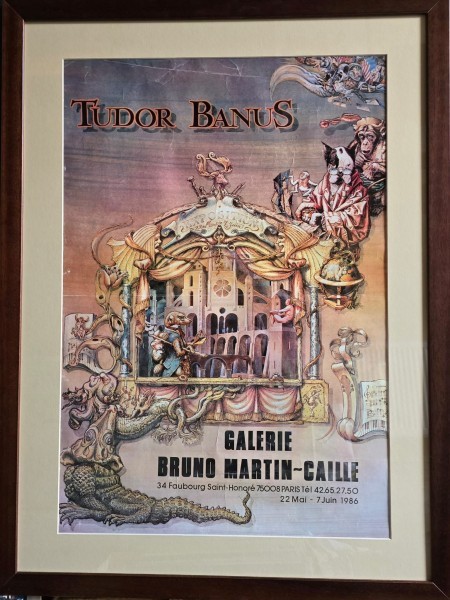 TUDOR BANUS
GALERIE
BRUNO MARTIN~CAILLE
34 Faubourg Saint-Honoré 75008 PARIS Tél 42.65.27.50
22 Mai - 7 Juin 1986